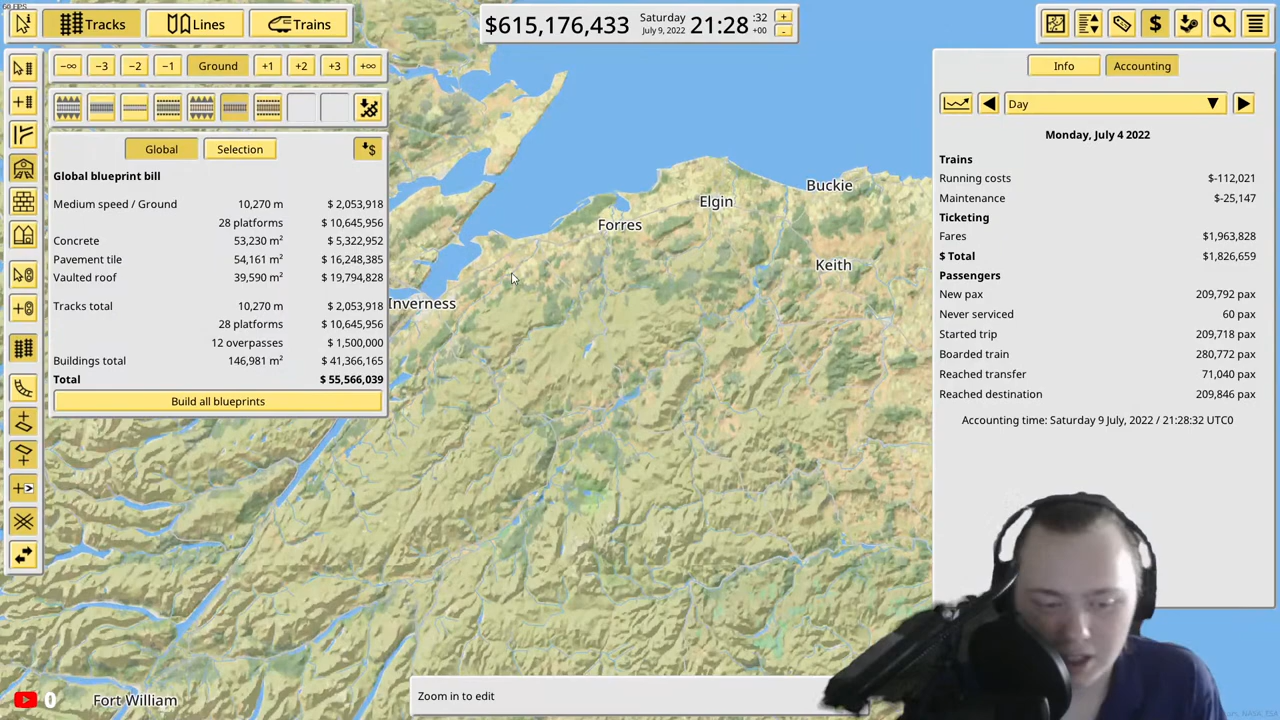 60 FPS
Tracks
Lines
Trains
$615,176,433
Saturday
July 9, 2022
21:28
:32
+00
+
-
$
−∞
−3
−2
−1
Ground
+1
+2
+3
+∞
Global
Selection
$
Global blueprint bill
Medium speed / Ground 10,270 m $ 2,053,918
28 platforms $ 10,645,956
Concrete 53,230 m² $ 5,322,952
Pavement tile 54,161 m² $ 16,248,385
Vaulted roof 39,590 m² $ 19,794,828
Tracks total 10,270 m $ 2,053,918
28 platforms $ 10,645,956
12 overpasses $ 1,500,000
Buildings total 146,981 m² $ 41,366,165
Total $ 55,566,039
Build all blueprints
Buckie
Elgin
Forres
Keith
Inverness
Fort William
Info
Accounting
Day
Monday, July 4 2022
Trains
Running costs $-112,021
Maintenance $-25,147
Ticketing
Fares $1,963,828
$ Total $1,826,659
Passengers
New pax 209,792 pax
Never serviced 60 pax
Started trip 209,718 pax
Boarded train 280,772 pax
Reached transfer 71,040 pax
Reached destination 209,846 pax
Accounting time: Saturday 9 July, 2022 / 21:28:32 UTC0
0
Zoom in to edit